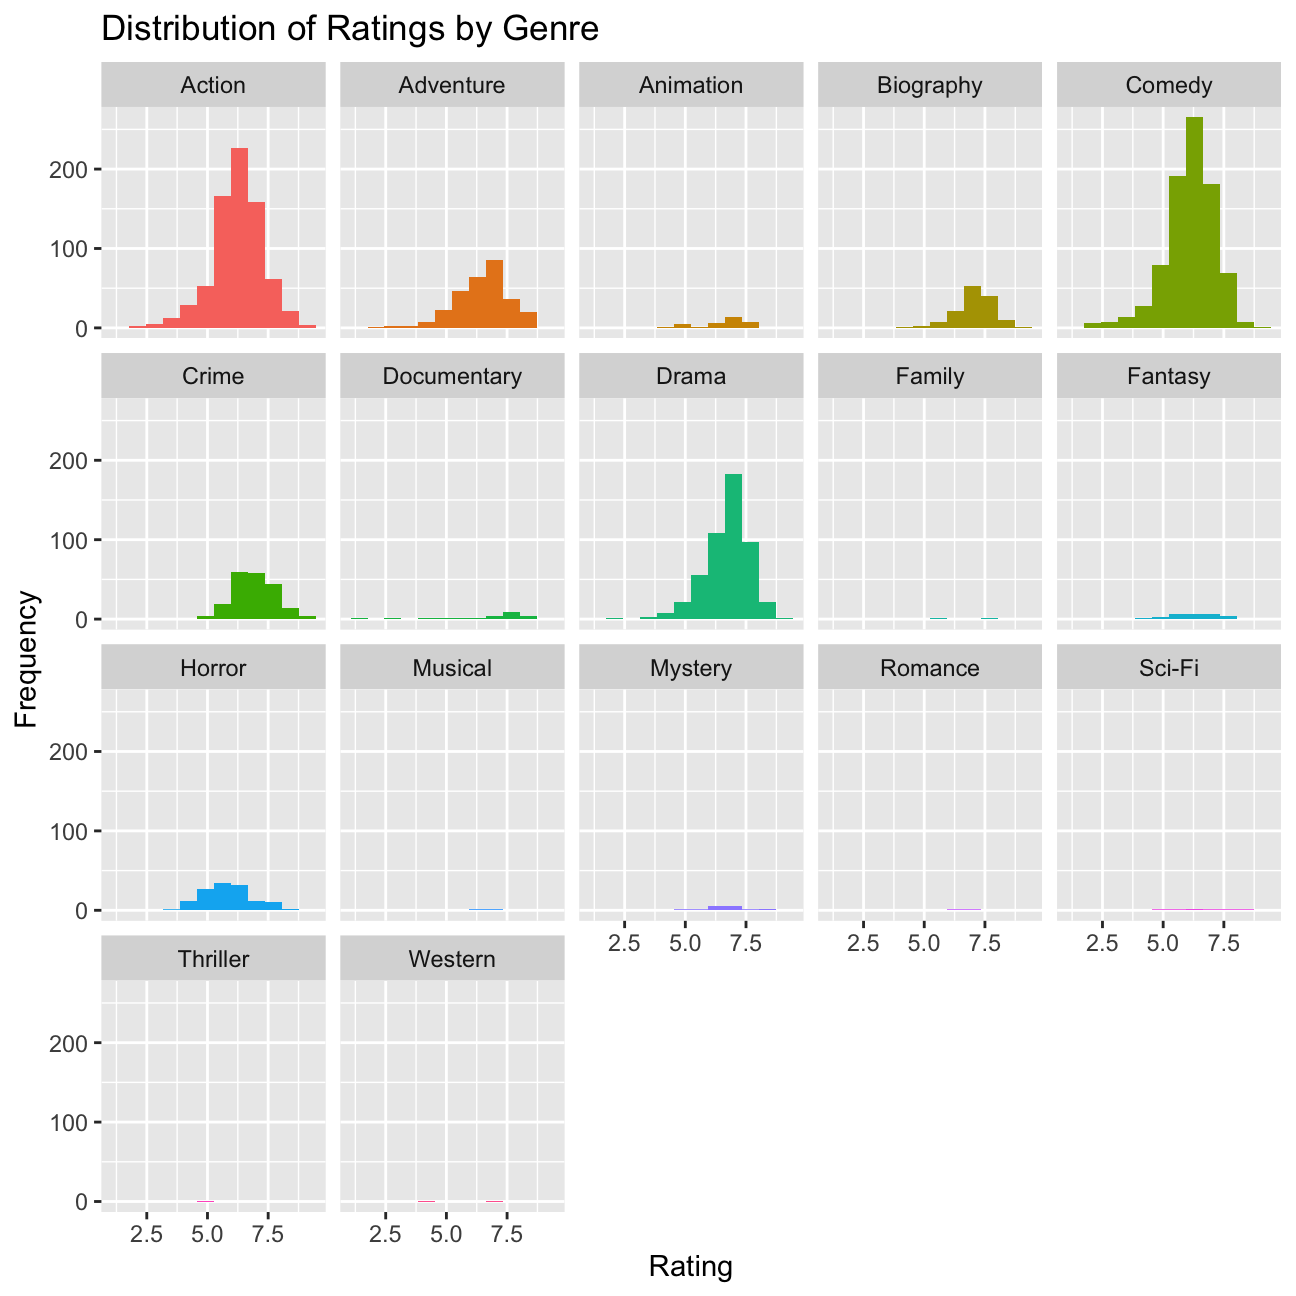 Distribution of Ratings by Genre
Action Adventure Animation Biography Comedy
200
100
0
Crime Documentary Drama Family Fantasy
200
100
0
Frequency
Horror Musical Mystery Romance Sci-Fi
200
100
0
2.5 5.0 7.5 2.5 5.0 7.5 2.5 5.0 7.5
Thriller Western
200
100
0
2.5 5.0 7.5 2.5 5.0 7.5
Rating